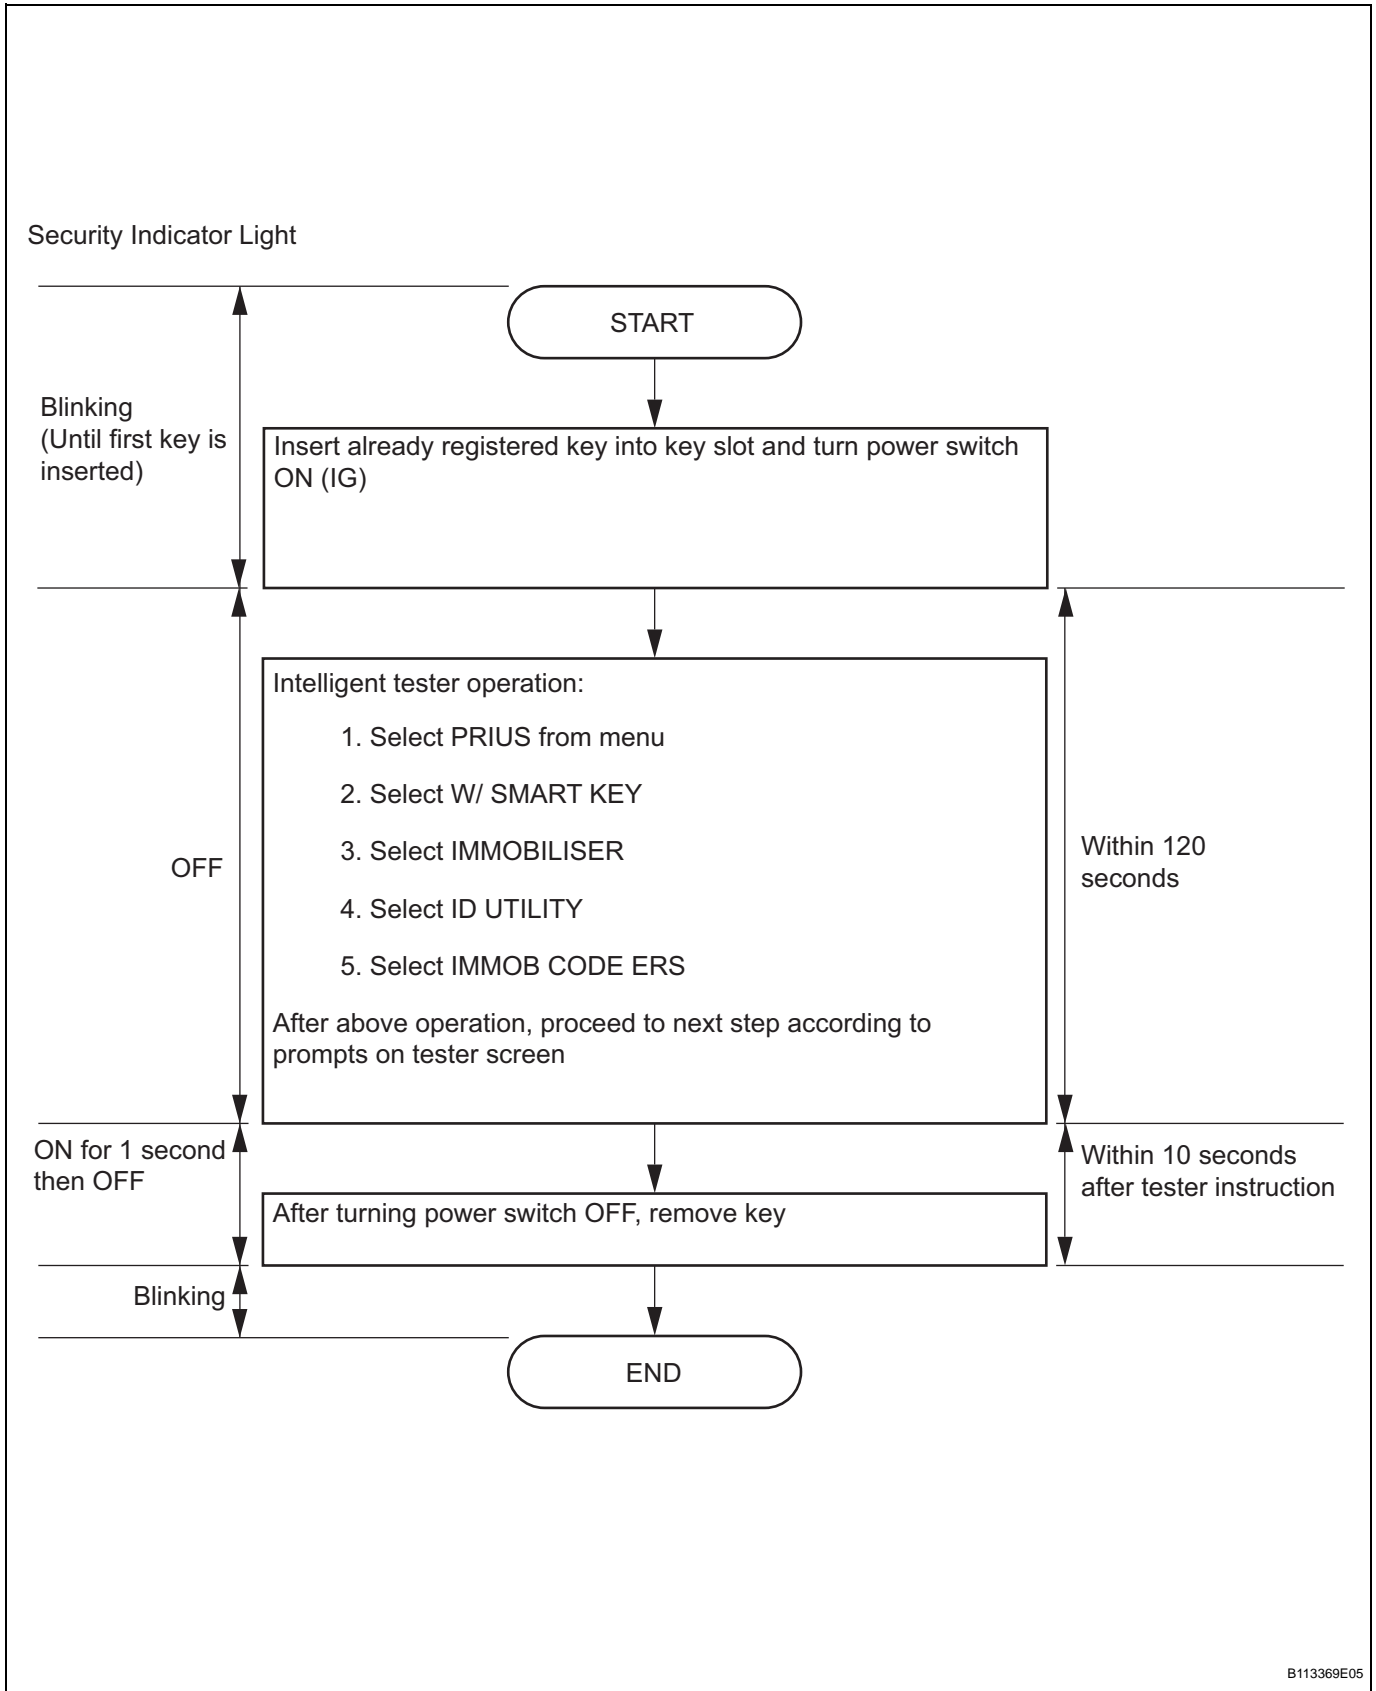 Security Indicator Light
START
Blinking
(Until first key is
inserted)
Insert already registered key into key slot and turn power switch
ON (IG)
Intelligent tester operation:
1. Select PRIUS from menu
2. Select W/ SMART KEY
3. Select IMMOBILISER
4. Select ID UTILITY
5. Select IMMOB CODE ERS
After above operation, proceed to next step according to
prompts on tester screen
OFF
Within 120
seconds
ON for 1 second
then OFF
After turning power switch OFF, remove key
Within 10 seconds
after tester instruction
Blinking
END
B113369E05